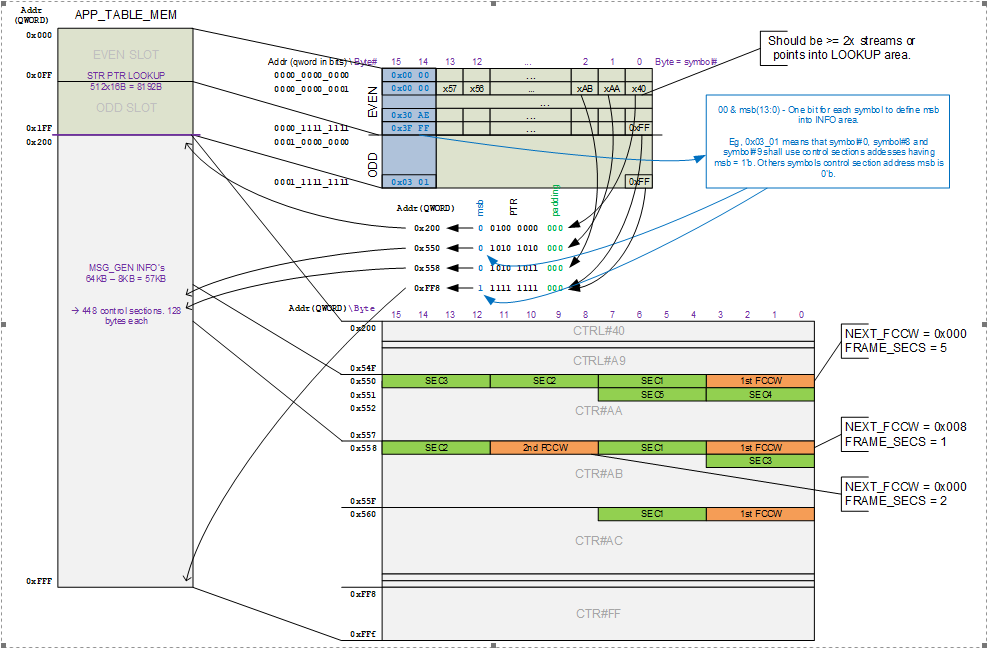 Addr
(QWORD)
APP_TABLE_MEM
0x000
EVEN SLOT
0x0FF
STR PTR LOOKUP
512x16B = 8192B
ODD SLOT
0x1FF
0x200
MSG_GEN INFO's
64KB – 8KB = 57KB
→ 448 control sections. 128
bytes each
0xFFF
Addr (qword in bits) \ Byte# 15 14 13 12 ... 2 1 0 Byte = symbol#
0000_0000_0000 0x00 00 ...
0000_0000_0001 0x00 00 x57 x56 ... xAB xAA x40
EVEN
...
0x30 AE ...
0000_1111_1111 0x3F FF ... 0xFF
0001_0000_0000
ODD
0001_1111_1111 0x03 01 0xFF
Should be >= 2x streams or
points into LOOKUP area.
00 & msb(13:0) - One bit for each symbol to define msb
into INFO area.
Eg, 0x03_01 means that symbol#0, symbol#8 and
symbol#9 shall use control sections addesses having
msb = 1'b. Others symbols control section address msb is
0'b.
Addr(QWORD) msb PTR padding
0x200 0 0100 0000 000
0x550 0 1010 1010 000
0x558 0 1010 1011 000
0xFF8 1 1111 1111 000
Addr(QWORD)\Byte 15 14 13 12 11 10 9 8 7 6 5 4 3 2 1 0
0x200 CTRL#40
CTRL#A9
0x54F
0x550 SEC3 SEC2 SEC1 1st FCCW
0x551 SEC5 SEC4
0x552 CTR#AA
0x557
0x558 SEC2 2nd FCCW SEC1 1st FCCW
SEC3
CTR#AB
0x55F
0x560 SEC1 1st FCCW
CTR#AC
0xFF8
CTR#FF
0xFFf
NEXT_FCCW = 0x000
FRAME_SECS = 5
NEXT_FCCW = 0x008
FRAME_SECS = 1
NEXT_FCCW = 0x000
FRAME_SECS = 2